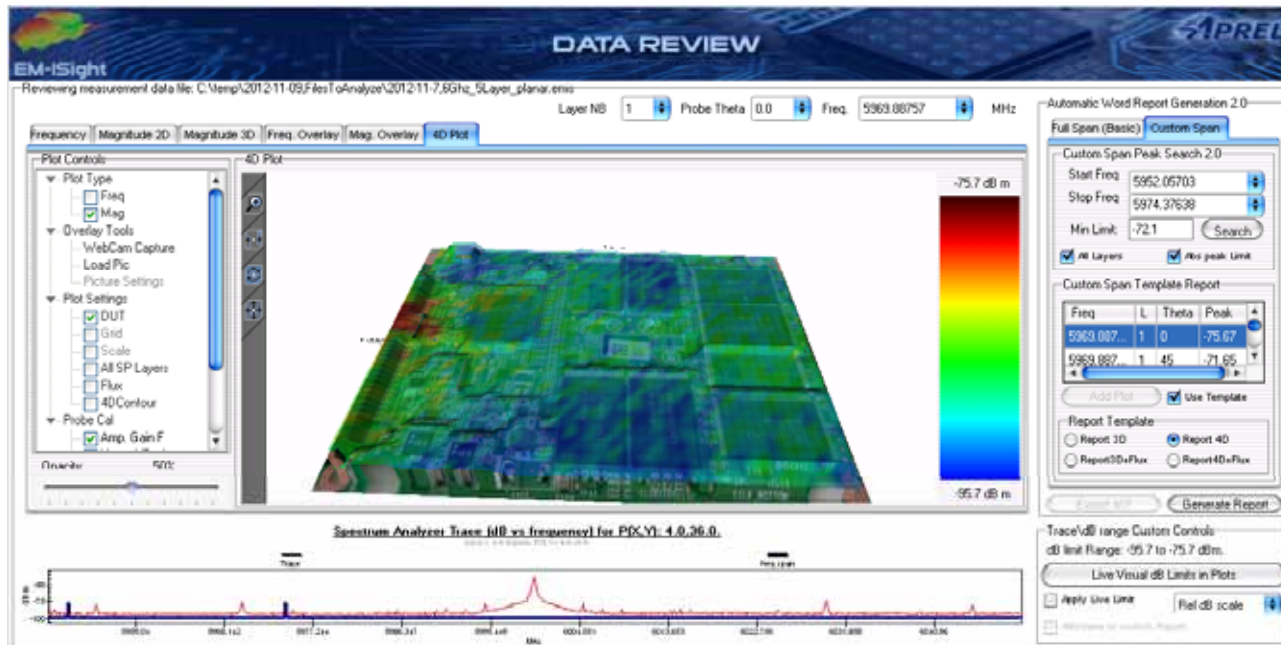 EM-ISight
DATA REVIEW
APREL
Reviewing measurement data file: C:\temp\2012-11-09,FilesToAnalyze\2012-11-7,6Ghz_5Layer_planar.emis
Layer NB 1 Probe Theta 0.0 Freq. 5969.88757 MHz
Frequency Magnitude 2D Magnitude 3D Freq. Overlay Mag. Overlay 4D Plot
Plot Controls
Plot Type
Freq
Mag
Overlay Tools
WebCam Capture
Load Pic
Picture Settings
Plot Settings
DUT
Grid
Scale
All SP Layers
Flux
4DContour
Probe Cal
Amp. Gain F
Opacity: 50%
4D Plot
-75.7 dB m
-95.7 dB m
Automatic Word Report Generation 2.0
Full Span (Basic) Custom Span
Custom Span Peak Search 2.0
Start Freq 5952.05703
Stop Freq 5974.37638
Min Limit: -72.1 Search
All Layers Abs peak Limit
Custom Span Template Report
Freq L Theta Peak
5969.887... 1 0 -75.67
5969.887... 1 45 -71.65
Add Plot Use Template
Report Template
Report 3D Report 4D
Report3D+Flux Report4D+Flux
Generate Report
Spectrum Analyzer Trace (dB vs frequency) for P(X,Y): 4.0,36.0.
Trace Freq span
MHz
Trace\dB range Custom Controls
dB limit Range: -95.7 to -75.7 dBm.
Live Visual dB Limits in Plots
Apply Live Limit Rel dB scale